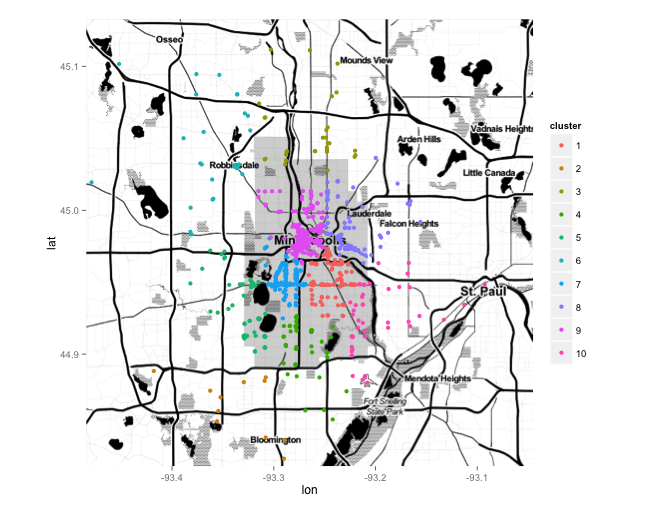 Osseo
Mounds View
Vadnais Heights
Arden Hills
Robbinsdale
Little Canada
Lauderdale
Falcon Heights
Minneapolis
St. Paul
Mendota Heights
Fort Snelling
State Park
Bloomington
45.1
45.0
44.9
lat
-93.4
-93.3
-93.2
-93.1
lon
cluster
1
2
3
4
5
6
7
8
9
10